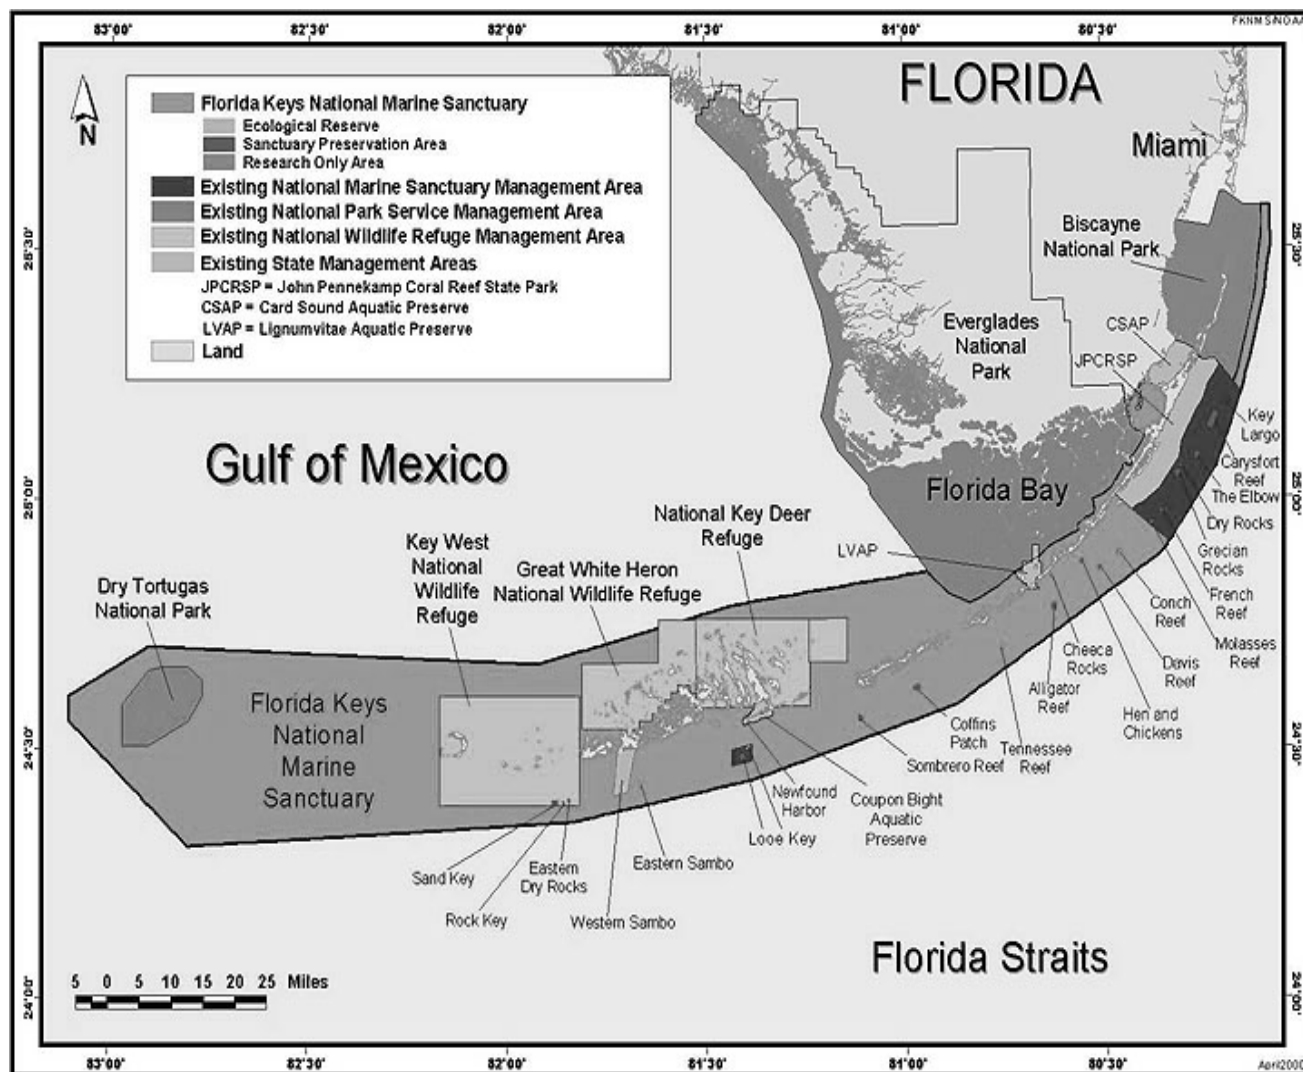 FKNMS/NOAA
83°00'
82°30'
82°00'
81°30'
81°00'
80°30'
N
Florida Keys National Marine Sanctuary
Ecological Reserve
Sanctuary Preservation Area
Research Only Area
Existing National Marine Sanctuary Management Area
Existing National Park Service Management Area
Existing National Wildlife Refuge Management Area
Existing State Management Areas
JPCRSP = John Pennekamp Coral Reef State Park
CSAP = Card Sound Aquatic Preserve
LVAP = Lignumvitae Aquatic Preserve
Land
FLORIDA
Miami
Biscayne
National Park
25°30'
25°30'
CSAP
Everglades
National
Park
JPCRSP
Key
Largo
Carysfort
Reef
The Elbow
Dry Rocks
Grecian
Rocks
French
Reef
Molasses
Reef
Conch
Reef
Davis
Reef
Hen and
Chickens
Cheeca
Rocks
Alligator
Reef
Tennessee
Reef
Coffins
Patch
Sombrero Reef
Gulf of Mexico
Florida Bay
25°00'
25°00'
LVAP
National Key Deer
Refuge
Key West
National
Wildlife
Refuge
Great White Heron
National Wildlife Refuge
Dry Tortugas
National Park
Florida Keys
National
Marine
Sanctuary
24°30'
24°30'
Newfound
Harbor
Coupon Bight
Aquatic
Preserve
Looe Key
Eastern Sambo
Western Sambo
Eastern
Dry Rocks
Rock Key
Sand Key
Florida Straits
5 0 5 10 15 20 25 Miles
24°00'
24°00'
83°00'
82°30'
82°00'
81°30'
81°00'
80°30'
April2000